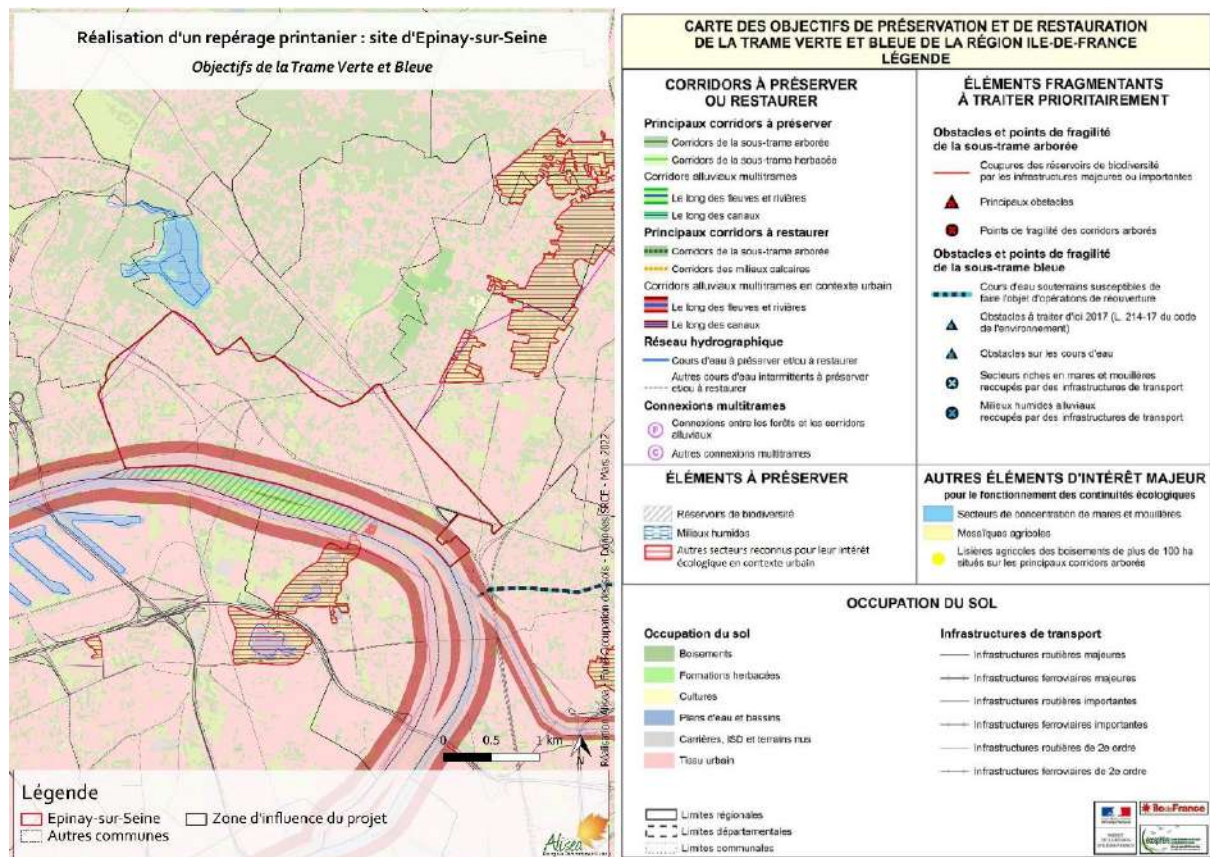 Réalisation d'un repérage printanier : site d'Epinay-sur-Seine
Objectifs de la Trame Verte et Bleue
Réalisation Alisea - Fond Occupation des sols - Données SRCE - Mars 2022
0 0.5 1 km
N
Légende
Epinay-sur-Seine
Zone d'influence du projet
Autres communes
Alisea
CARTE DES OBJECTIFS DE PRÉSERVATION ET DE RESTAURATION
DE LA TRAME VERTE ET BLEUE DE LA RÉGION ILE-DE-FRANCE
LÉGENDE
CORRIDORS À PRÉSERVER
OU RESTAURER
Principaux corridors à préserver
Corridors de la sous-trame arborée
Corridors de la sous-trame herbacée
Corridors alluviaux multitrames
Le long des fleuves et rivières
Le long des canaux
Principaux corridors à restaurer
Corridors de la sous-trame arborée
Corridors des milieux calcaires
Corridors alluviaux multitrames en contexte urbain
Le long des fleuves et rivières
Le long des canaux
Réseau hydrographique
Cours d'eau à préserver et/ou à restaurer
Autres cours d'eau intermittents à préserver
et/ou à restaurer
Connexions multitrames
F
Connexions entre les forêts et les corridors
alluviaux
C
Autres connexions multitrames
ÉLÉMENTS FRAGMENTANTS
À TRAITER PRIORITAIREMENT
Obstacles et points de fragilité
de la sous-trame arborée
Coupures des réservoirs de biodiversité
par les infrastructures majeures ou importantes
Principaux obstacles
Points de fragilité des corridors arborés
Obstacles et points de fragilité
de la sous-trame bleue
Cours d'eau souterrains susceptibles de
faire l'objet d'opérations de réouverture
Obstacles à traiter d'ici 2017 (L. 214-17 du code
de l'environnement)
Obstacles sur les cours d'eau
Secteurs riches en mares et mouillères
recoupés par des infrastructures de transport
Milieux humides alluviaux
recoupés par des infrastructures de transport
ÉLÉMENTS À PRÉSERVER
Réservoirs de biodiversité
Milieux humides
Autres secteurs reconnus pour leur intérêt
écologique en contexte urbain
AUTRES ÉLÉMENTS D'INTÉRÊT MAJEUR
pour le fonctionnement des continuités écologiques
Secteurs de concentration de mares et mouillères
Mosaïques agricoles
Lisières agricoles des boisements de plus de 100 ha
situés sur les principaux corridors arborés
OCCUPATION DU SOL
Occupation du sol
Boisements
Formations herbacées
Cultures
Plans d'eau et bassins
Carrières, ISD et terrains nus
Tissu urbain
Infrastructures de transport
Infrastructures routières majeures
Infrastructures ferroviaires majeures
Infrastructures routières importantes
Infrastructures ferroviaires importantes
Infrastructures routières de 2e ordre
Infrastructures ferroviaires de 2e ordre
Limites régionales
Limites départementales
Limites communales
îledeFrance